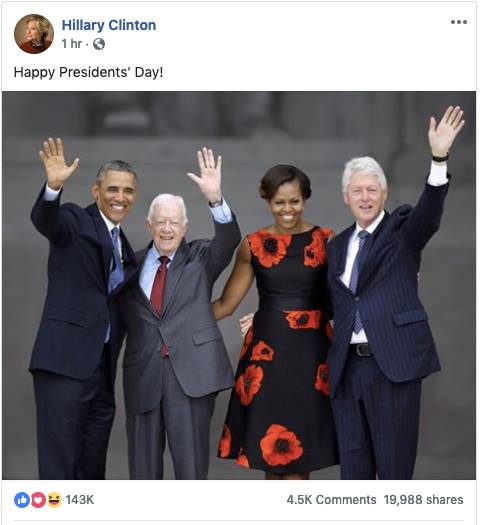 Hillary Clinton
1 hr ·
Happy Presidents' Day!
143K
4.5K Comments 19,988 shares